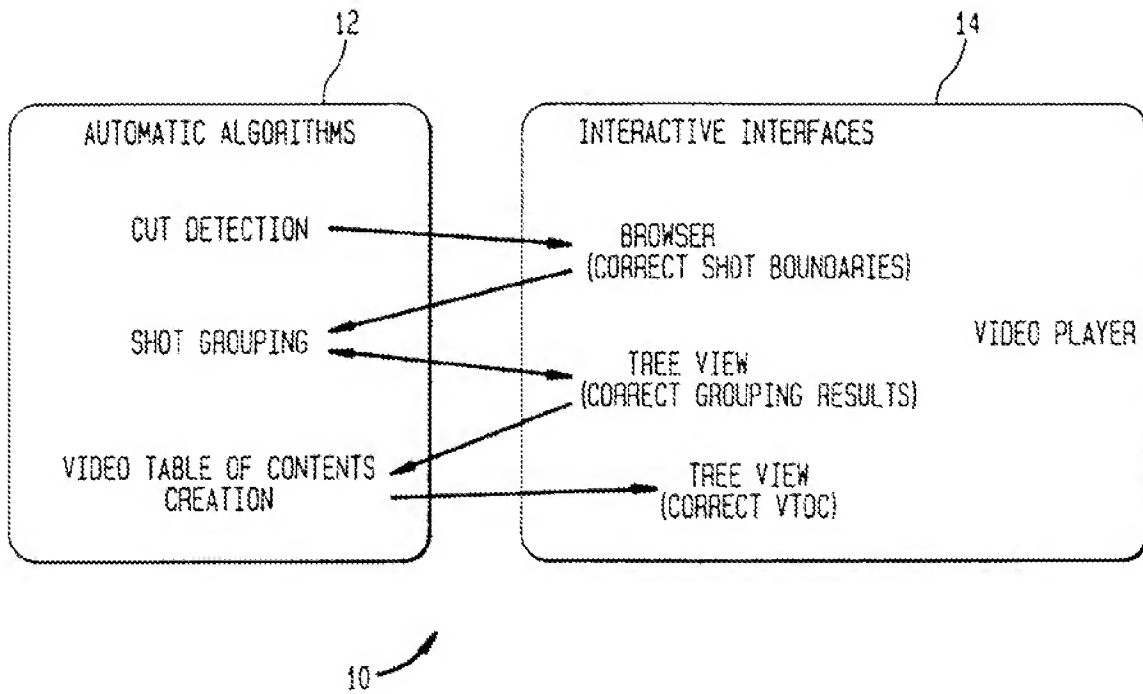 12
14
AUTOMATIC ALGORITHMS
INTERACTIVE INTERFACES
CUT DETECTION
BROWSER
(CORRECT SHOT BOUNDARIES)
SHOT GROUPING
VIDEO PLAYER
TREE VIEW
(CORRECT GROUPING RESULTS)
VIDEO TABLE OF CONTENTS
CREATION
TREE VIEW
(CORRECT VTOC)
10